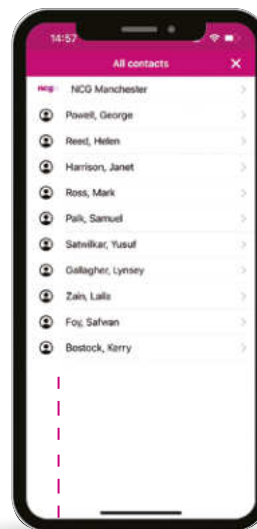 14:57
All contacts
ncg NCG Manchester
Powell, George
Reed, Helen
Harrison, Janet
Ross, Mark
Paik, Samuel
Satwilkar, Yusuf
Gallagher, Lynsey
Zain, Laila
Foy, Safwan
Bostock, Kerry